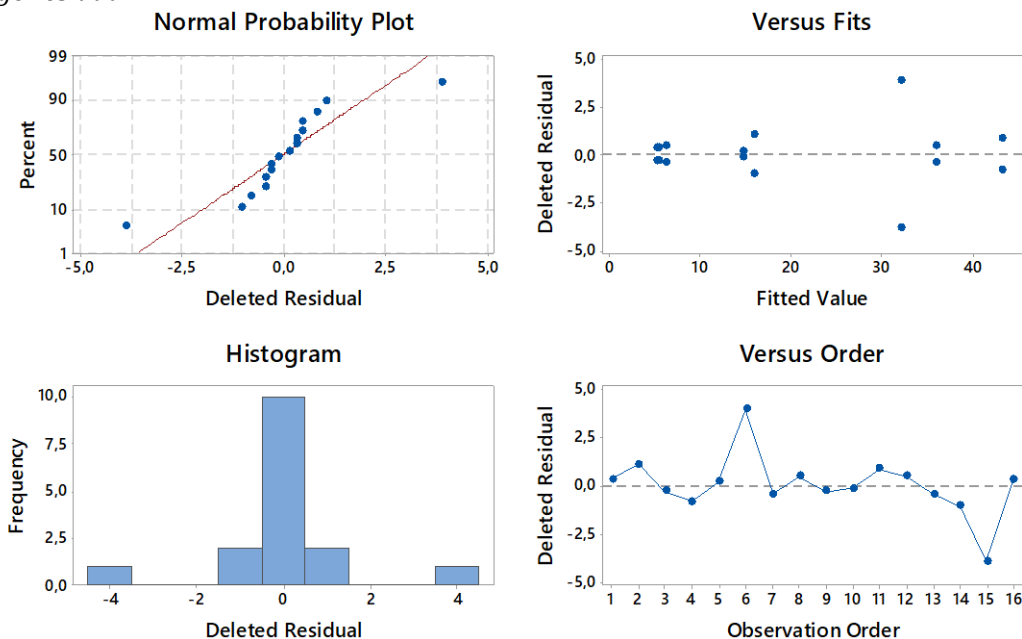 Normal Probability Plot
99
90
50
10
1
Percent
-5,0 -2,5 0,0 2,5 5,0
Deleted Residual
Versus Fits
5,0
2,5
0,0
-2,5
-5,0
Deleted Residual
0 10 20 30 40
Fitted Value
Histogram
10,0
7,5
5,0
2,5
0,0
Frequency
-4 -2 0 2 4
Deleted Residual
Versus Order
5,0
2,5
0,0
-2,5
-5,0
Deleted Residual
1 2 3 4 5 6 7 8 9 10 11 12 13 14 15 16
Observation Order